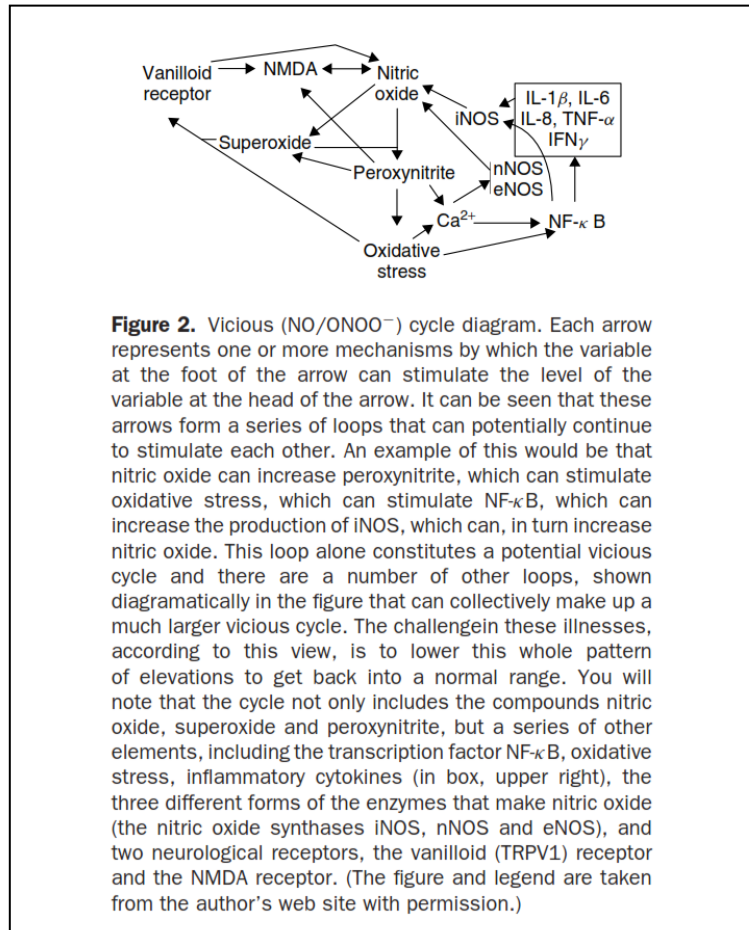 Vanilloid
receptor
NMDA
Nitric
oxide
iNOS
IL-1β, IL-6
IL-8, TNF-α
IFNγ
Superoxide
Peroxynitrite
nNOS
eNOS
Ca2+
NF-κ B
Oxidative
stress
Figure 2. Vicious (NO/ONOO−) cycle diagram. Each arrow
represents one or more mechanisms by which the variable
at the foot of the arrow can stimulate the level of the
variable at the head of the arrow. It can be seen that these
arrows form a series of loops that can potentially continue
to stimulate each other. An example of this would be that
nitric oxide can increase peroxynitrite, which can stimulate
oxidative stress, which can stimulate NF-κB, which can
increase the production of iNOS, which can, in turn increase
nitric oxide. This loop alone constitutes a potential vicious
cycle and there are a number of other loops, shown
diagramatically in the figure that can collectively make up a
much larger vicious cycle. The challengein these illnesses,
according to this view, is to lower this whole pattern
of elevations to get back into a normal range. You will
note that the cycle not only includes the compounds nitric
oxide, superoxide and peroxynitrite, but a series of other
elements, including the transcription factor NF-κB, oxidative
stress, inflammatory cytokines (in box, upper right), the
three different forms of the enzymes that make nitric oxide
(the nitric oxide synthases iNOS, nNOS and eNOS), and
two neurological receptors, the vanilloid (TRPV1) receptor
and the NMDA receptor. (The figure and legend are taken
from the author's web site with permission.)